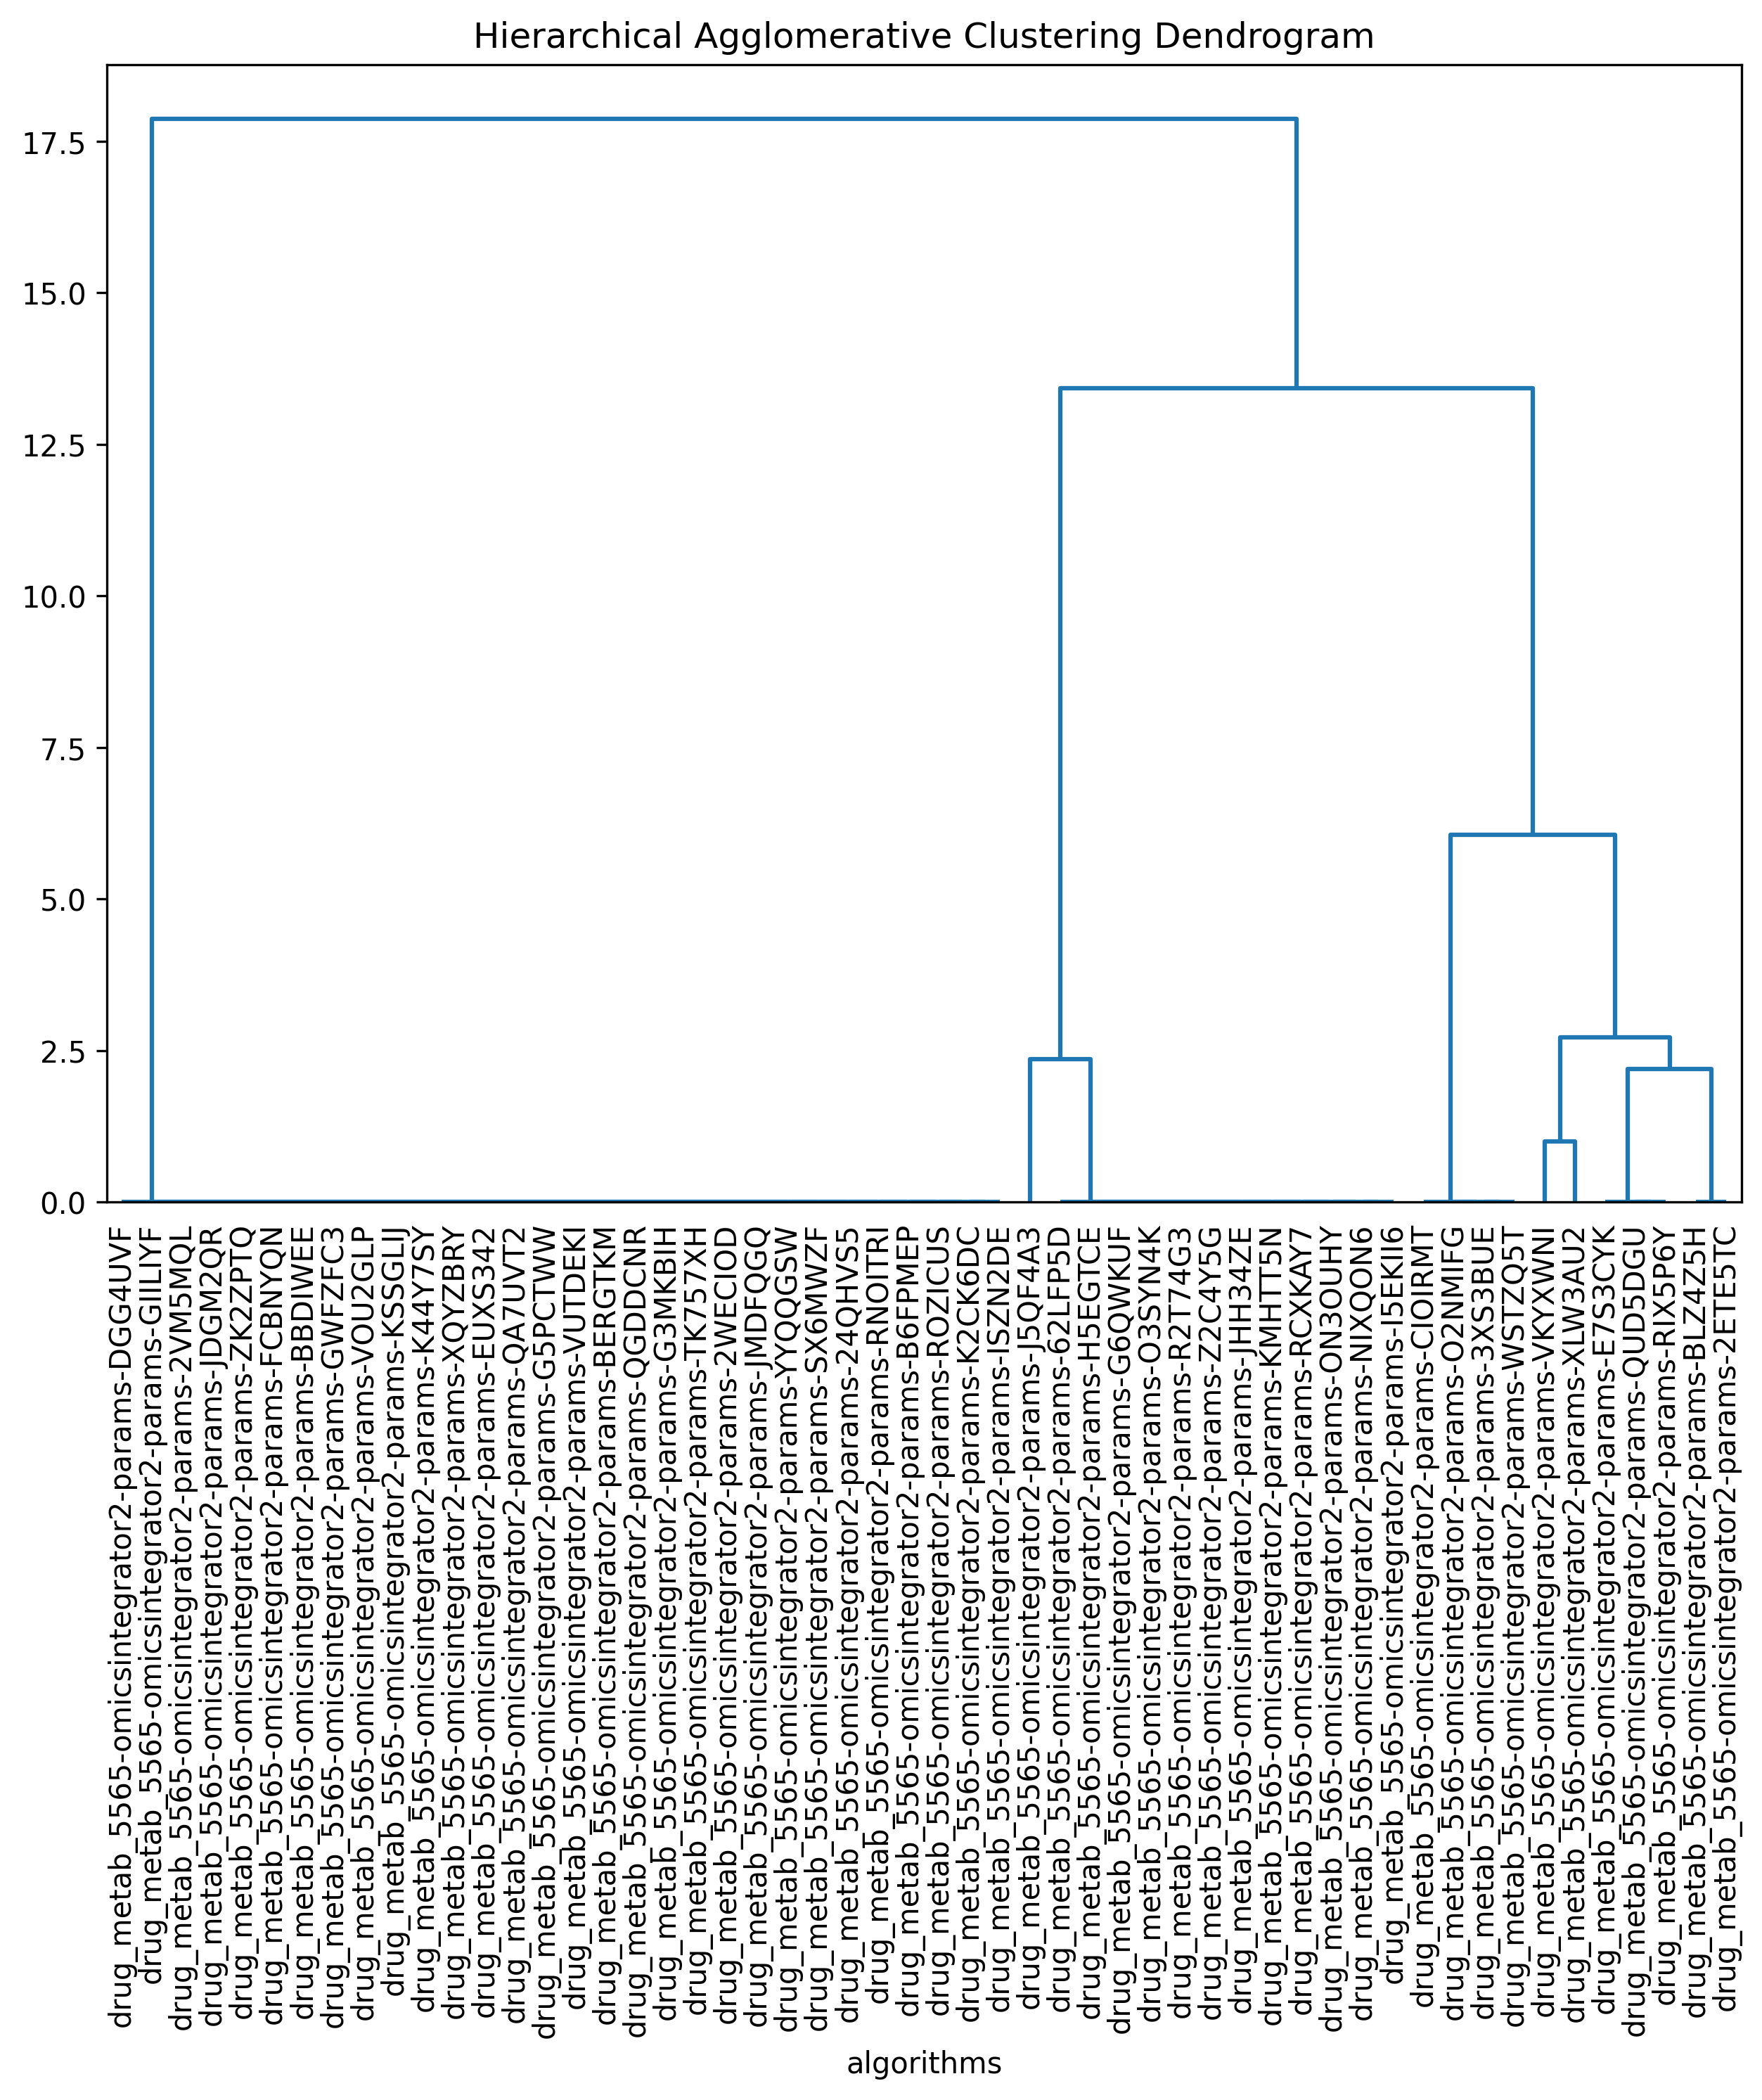 Hierarchical Agglomerative Clustering Dendrogram
17.5
15.0
12.5
10.0
7.5
5.0
2.5
0.0
drug_metab_5565-omicsintegrator2-params-DGG4UVF
drug_metab_5565-omicsintegrator2-params-GIILIYF
drug_metab_5565-omicsintegrator2-params-2VM5MQL
drug_metab_5565-omicsintegrator2-params-JDGM2QR
drug_metab_5565-omicsintegrator2-params-ZK2ZPTQ
drug_metab_5565-omicsintegrator2-params-FCBNYQN
drug_metab_5565-omicsintegrator2-params-BBDIWEE
drug_metab_5565-omicsintegrator2-params-GWFZFC3
drug_metab_5565-omicsintegrator2-params-VOU2GLP
drug_metab_5565-omicsintegrator2-params-KSSGLJJ
drug_metab_5565-omicsintegrator2-params-K44Y7SY
drug_metab_5565-omicsintegrator2-params-XQYZBRY
drug_metab_5565-omicsintegrator2-params-EUXS342
drug_metab_5565-omicsintegrator2-params-QA7UVT2
drug_metab_5565-omicsintegrator2-params-G5PCTWW
drug_metab_5565-omicsintegrator2-params-VUTDEKI
drug_metab_5565-omicsintegrator2-params-BERGTKM
drug_metab_5565-omicsintegrator2-params-QGDDCNR
drug_metab_5565-omicsintegrator2-params-G3MKBIH
drug_metab_5565-omicsintegrator2-params-TK757XH
drug_metab_5565-omicsintegrator2-params-2WECIOD
drug_metab_5565-omicsintegrator2-params-JMDFQGQ
drug_metab_5565-omicsintegrator2-params-YYQQGSW
drug_metab_5565-omicsintegrator2-params-SX6MWZF
drug_metab_5565-omicsintegrator2-params-24QHVS5
drug_metab_5565-omicsintegrator2-params-RNOITRI
drug_metab_5565-omicsintegrator2-params-B6FPMEP
drug_metab_5565-omicsintegrator2-params-ROZICUS
drug_metab_5565-omicsintegrator2-params-K2CK6DC
drug_metab_5565-omicsintegrator2-params-ISZN2DE
drug_metab_5565-omicsintegrator2-params-J5QF4A3
drug_metab_5565-omicsintegrator2-params-62LFP5D
drug_metab_5565-omicsintegrator2-params-H5EGTCE
drug_metab_5565-omicsintegrator2-params-G6QWKUF
drug_metab_5565-omicsintegrator2-params-O3SYN4K
drug_metab_5565-omicsintegrator2-params-R2T74G3
drug_metab_5565-omicsintegrator2-params-Z2C4Y5G
drug_metab_5565-omicsintegrator2-params-JHH34ZE
drug_metab_5565-omicsintegrator2-params-KMHTT5N
drug_metab_5565-omicsintegrator2-params-RCXKAY7
drug_metab_5565-omicsintegrator2-params-ON3OUHY
drug_metab_5565-omicsintegrator2-params-NIXQON6
drug_metab_5565-omicsintegrator2-params-I5EKII6
drug_metab_5565-omicsintegrator2-params-CIOIRMT
drug_metab_5565-omicsintegrator2-params-O2NMIFG
drug_metab_5565-omicsintegrator2-params-3XS3BUE
drug_metab_5565-omicsintegrator2-params-WSTZQ5T
drug_metab_5565-omicsintegrator2-params-VKYXWNI
drug_metab_5565-omicsintegrator2-params-XLW3AU2
drug_metab_5565-omicsintegrator2-params-E7S3CYK
drug_metab_5565-omicsintegrator2-params-QUD5DGU
drug_metab_5565-omicsintegrator2-params-RIX5P6Y
drug_metab_5565-omicsintegrator2-params-BLZ4Z5H
drug_metab_5565-omicsintegrator2-params-2ETE5TC
algorithms